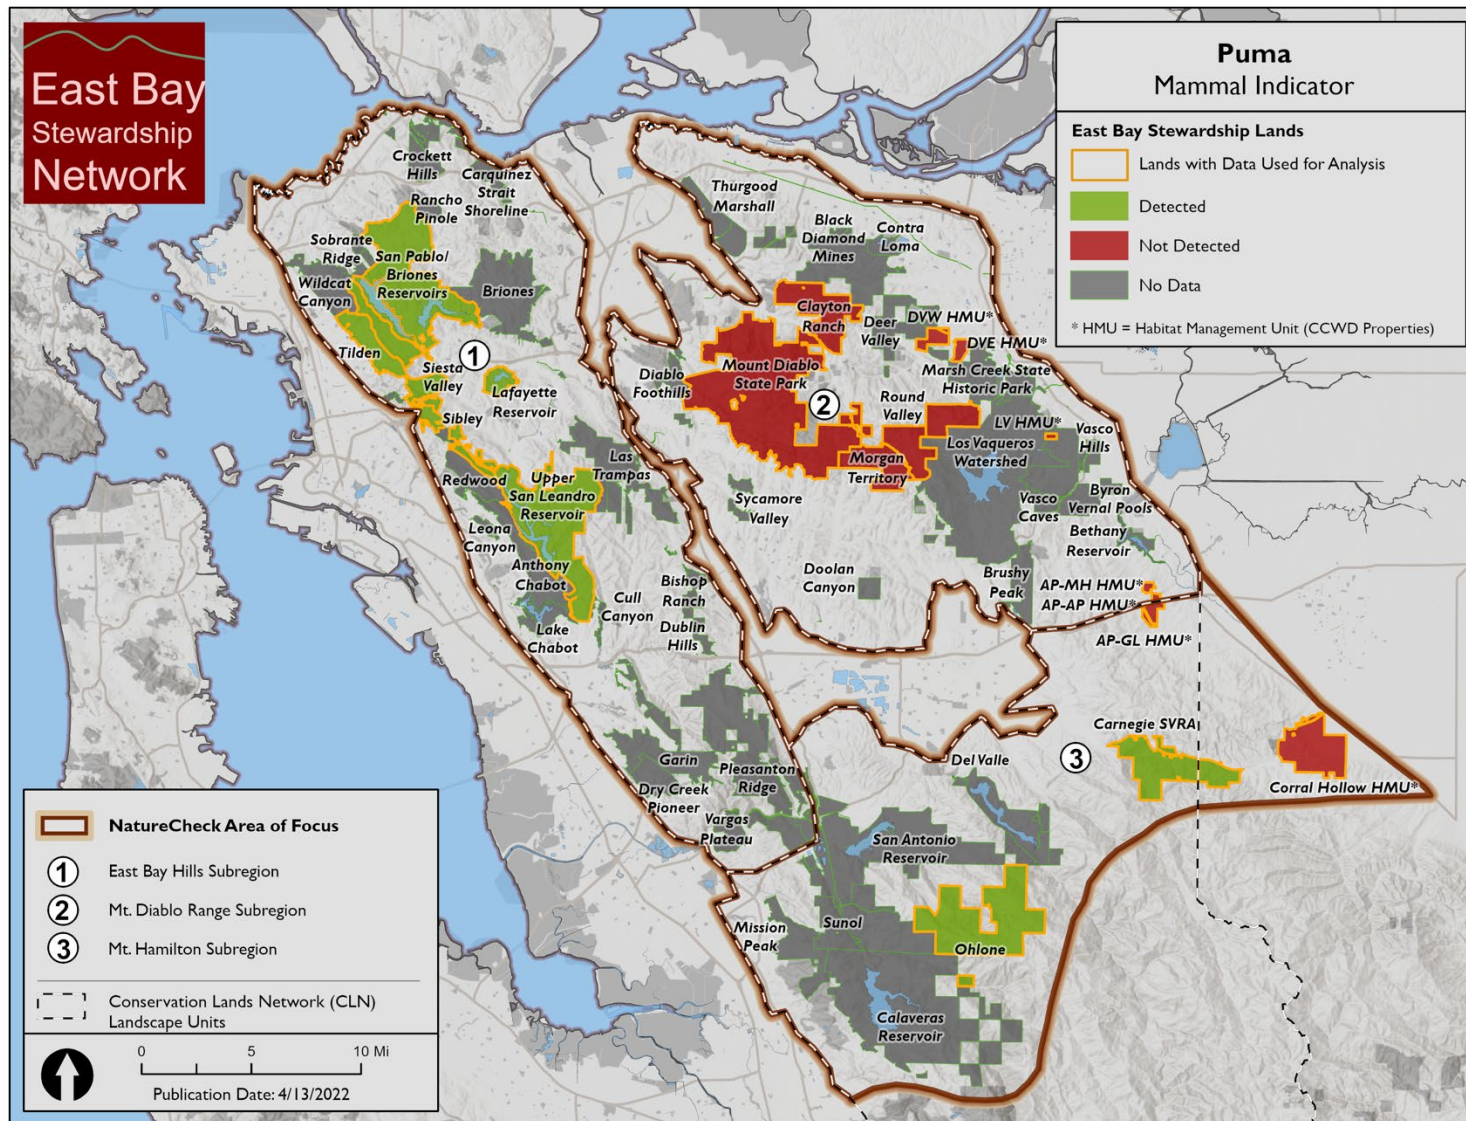 East Bay
Stewardship
Network
Puma
Mammal Indicator
East Bay Stewardship Lands
Lands with Data Used for Analysis
Detected
Not Detected
No Data
* HMU = Habitat Management Unit (CCWD Properties)
Crockett
Hills
Carquinez
Strait
Shoreline
Rancho
Pinole
Sobrante
Ridge
San Pablo/
Briones
Reservoirs
Wildcat
Canyon
Briones
Tilden
1
Siesta
Valley
Lafayette
Reservoir
Sibley
Las
Trampas
Redwood
Upper
San Leandro
Reservoir
Leona
Canyon
Anthony
Chabot
Lake
Chabot
Cull
Canyon
Bishop
Ranch
Dublin
Hills
Garin
Dry Creek
Pioneer
Pleasanton
Ridge
Vargas
Plateau
Thurgood
Marshall
Black
Diamond
Mines
Contra
Loma
Clayton
Ranch
Deer
Valley
DVW HMU*
DVE HMU*
Diablo
Foothills
Mount Diablo
State Park
2
Marsh Creek State
Historic Park
Round
Valley
LV HMU*
Vasco
Hills
Los Vaqueros
Watershed
Morgan
Territory
Sycamore
Valley
Vasco
Caves
Byron
Vernal Pools
Bethany
Reservoir
Doolan
Canyon
Brushy
Peak
AP-MH HMU*
AP-AP HMU*
AP-GL HMU*
Carnegie SVRA
3
Corral Hollow HMU*
Del Valle
San Antonio
Reservoir
Mission
Peak
Sunol
Ohlone
Calaveras
Reservoir
NatureCheck Area of Focus
1 East Bay Hills Subregion
2 Mt. Diablo Range Subregion
3 Mt. Hamilton Subregion
Conservation Lands Network (CLN)
Landscape Units
0 5 10 Mi
Publication Date: 4/13/2022